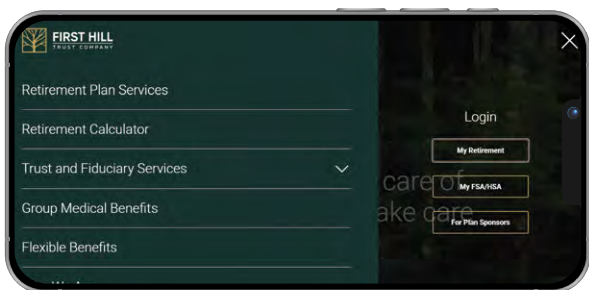 FIRST HILL
TRUST COMPANY
Retirement Plan Services
Retirement Calculator
Trust and Fiduciary Services
Group Medical Benefits
Flexible Benefits
Login
My Retirement
My FSA/HSA
For Plan Sponsors
care of
ake care